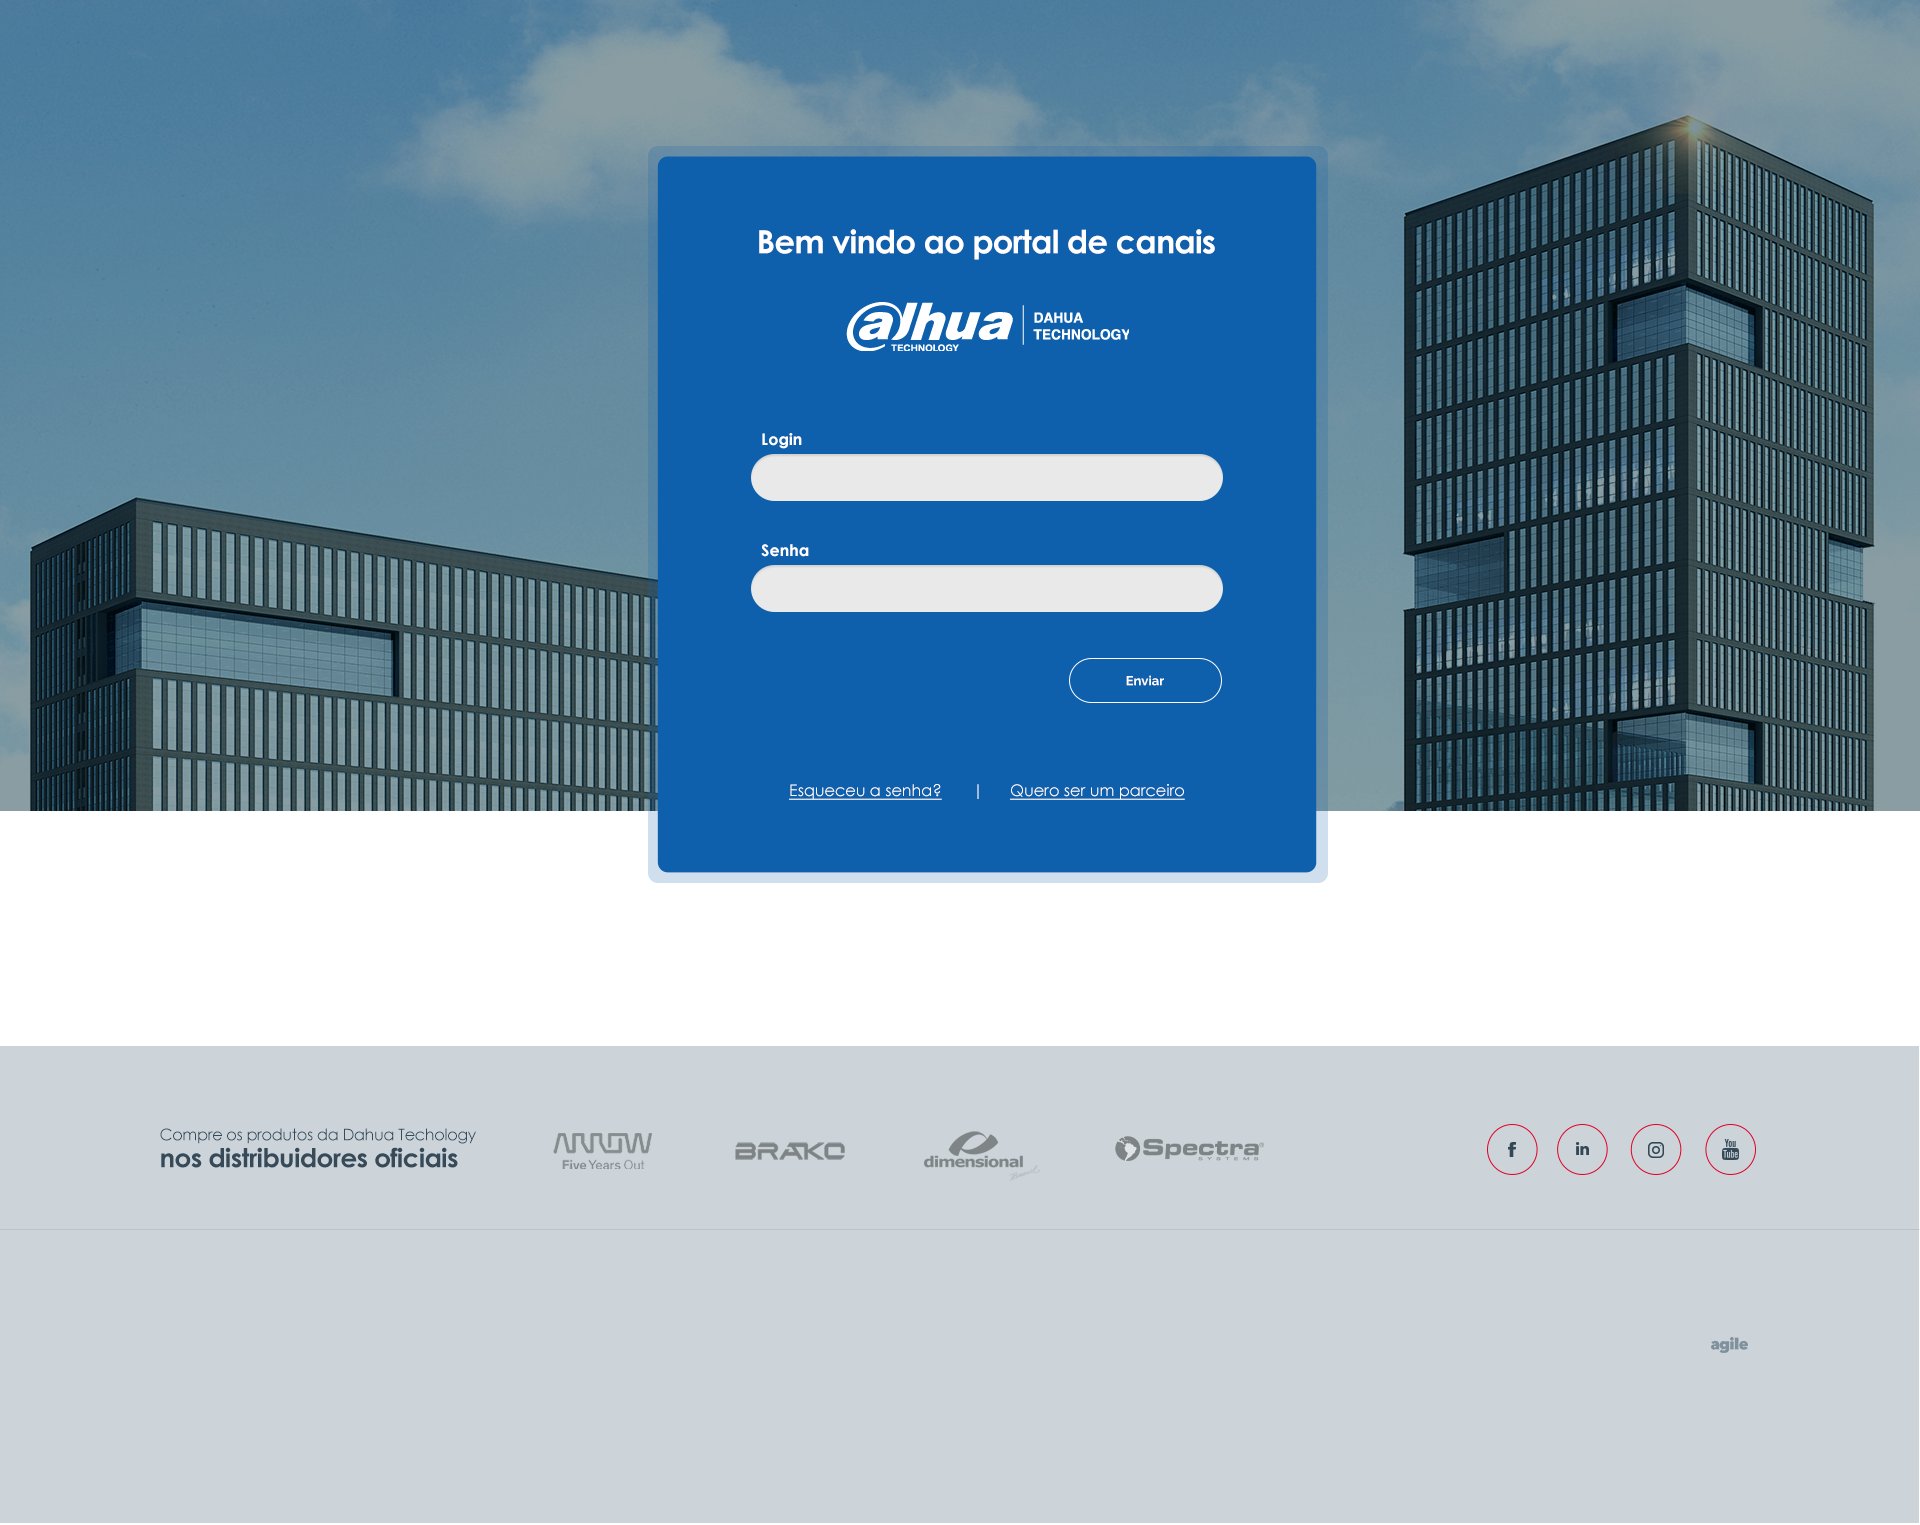 Bem vindo ao portal de canais
alhua
TECHNOLOGY
DAHUA
TECHNOLOGY
Login
Senha
Enviar
Esqueceu a senha? | Quero ser um parceiro
Compre os produtos da Dahua Techology
nos distribuidores oficiais
ARROW
Five Years Out
BRAKO
dimensional
Spectra
SYSTEMS
f
in
You
Tube
agile